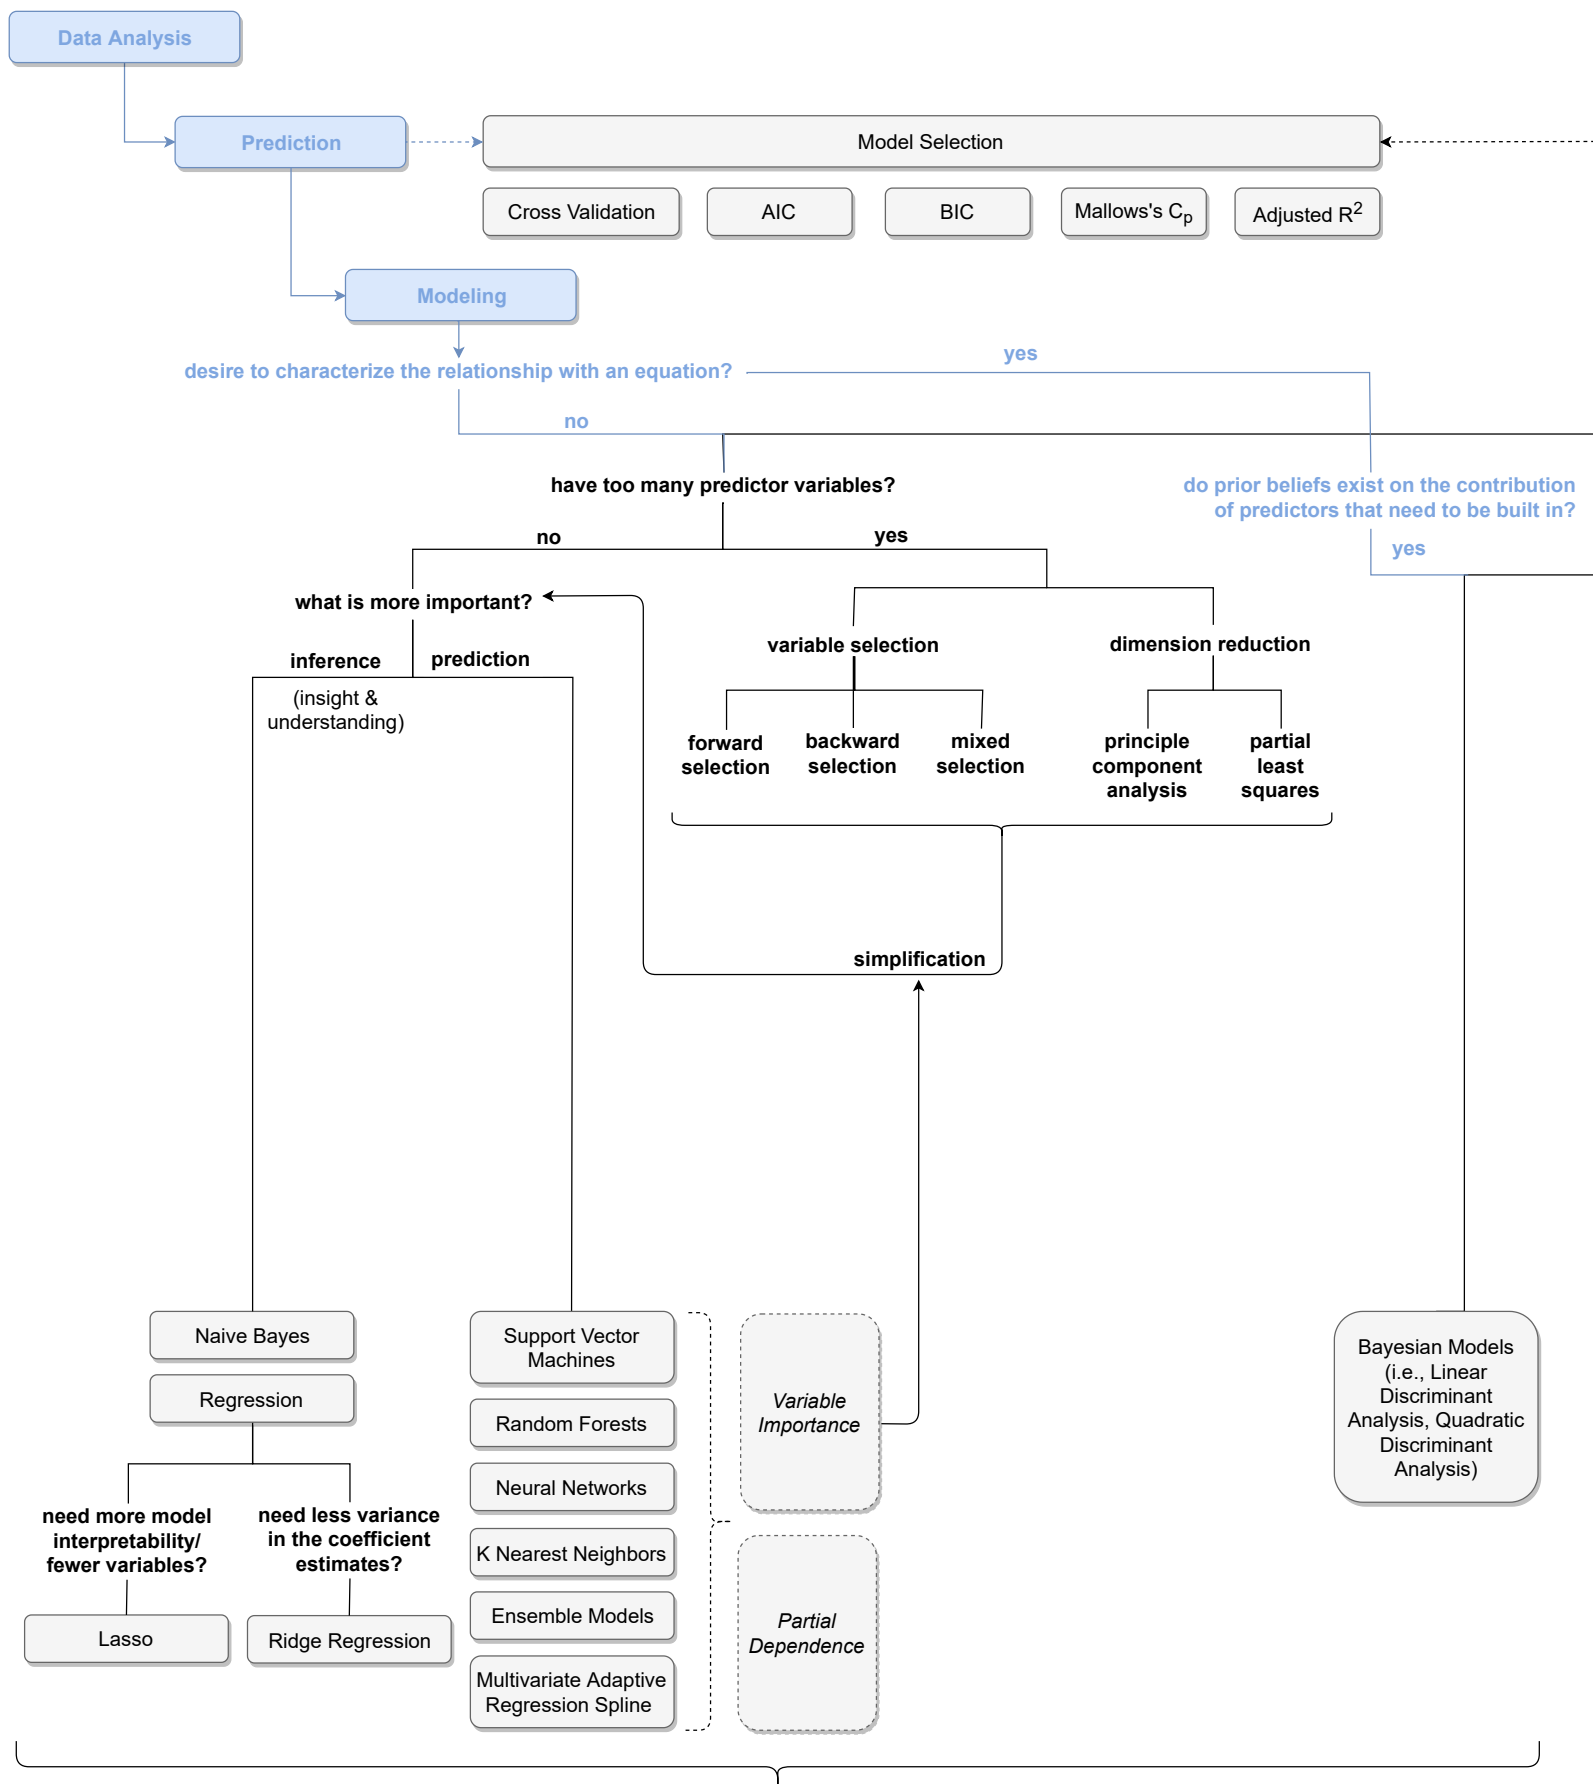 Data Analysis
Prediction
Model Selection
Cross Validation
AIC
BIC
Mallows's Cp
Adjusted R2
Modeling
desire to characterize the relationship with an equation?
yes
no
have too many predictor variables?
do prior beliefs exist on the contribution
of predictors that need to be built in?
no
yes
yes
what is more important?
inference
prediction
(insight &
understanding)
variable selection
dimension reduction
forward
selection
backward
selection
mixed
selection
principle
component
analysis
partial
least
squares
simplification
Naive Bayes
Regression
need more model
interpretability/
fewer variables?
need less variance
in the coefficient
estimates?
Lasso
Ridge Regression
Support Vector
Machines
Random Forests
Neural Networks
K Nearest Neighbors
Ensemble Models
Multivariate Adaptive
Regression Spline
Variable
Importance
Partial
Dependence
Bayesian Models
(i.e., Linear
Discriminant
Analysis, Quadratic
Discriminant
Analysis)